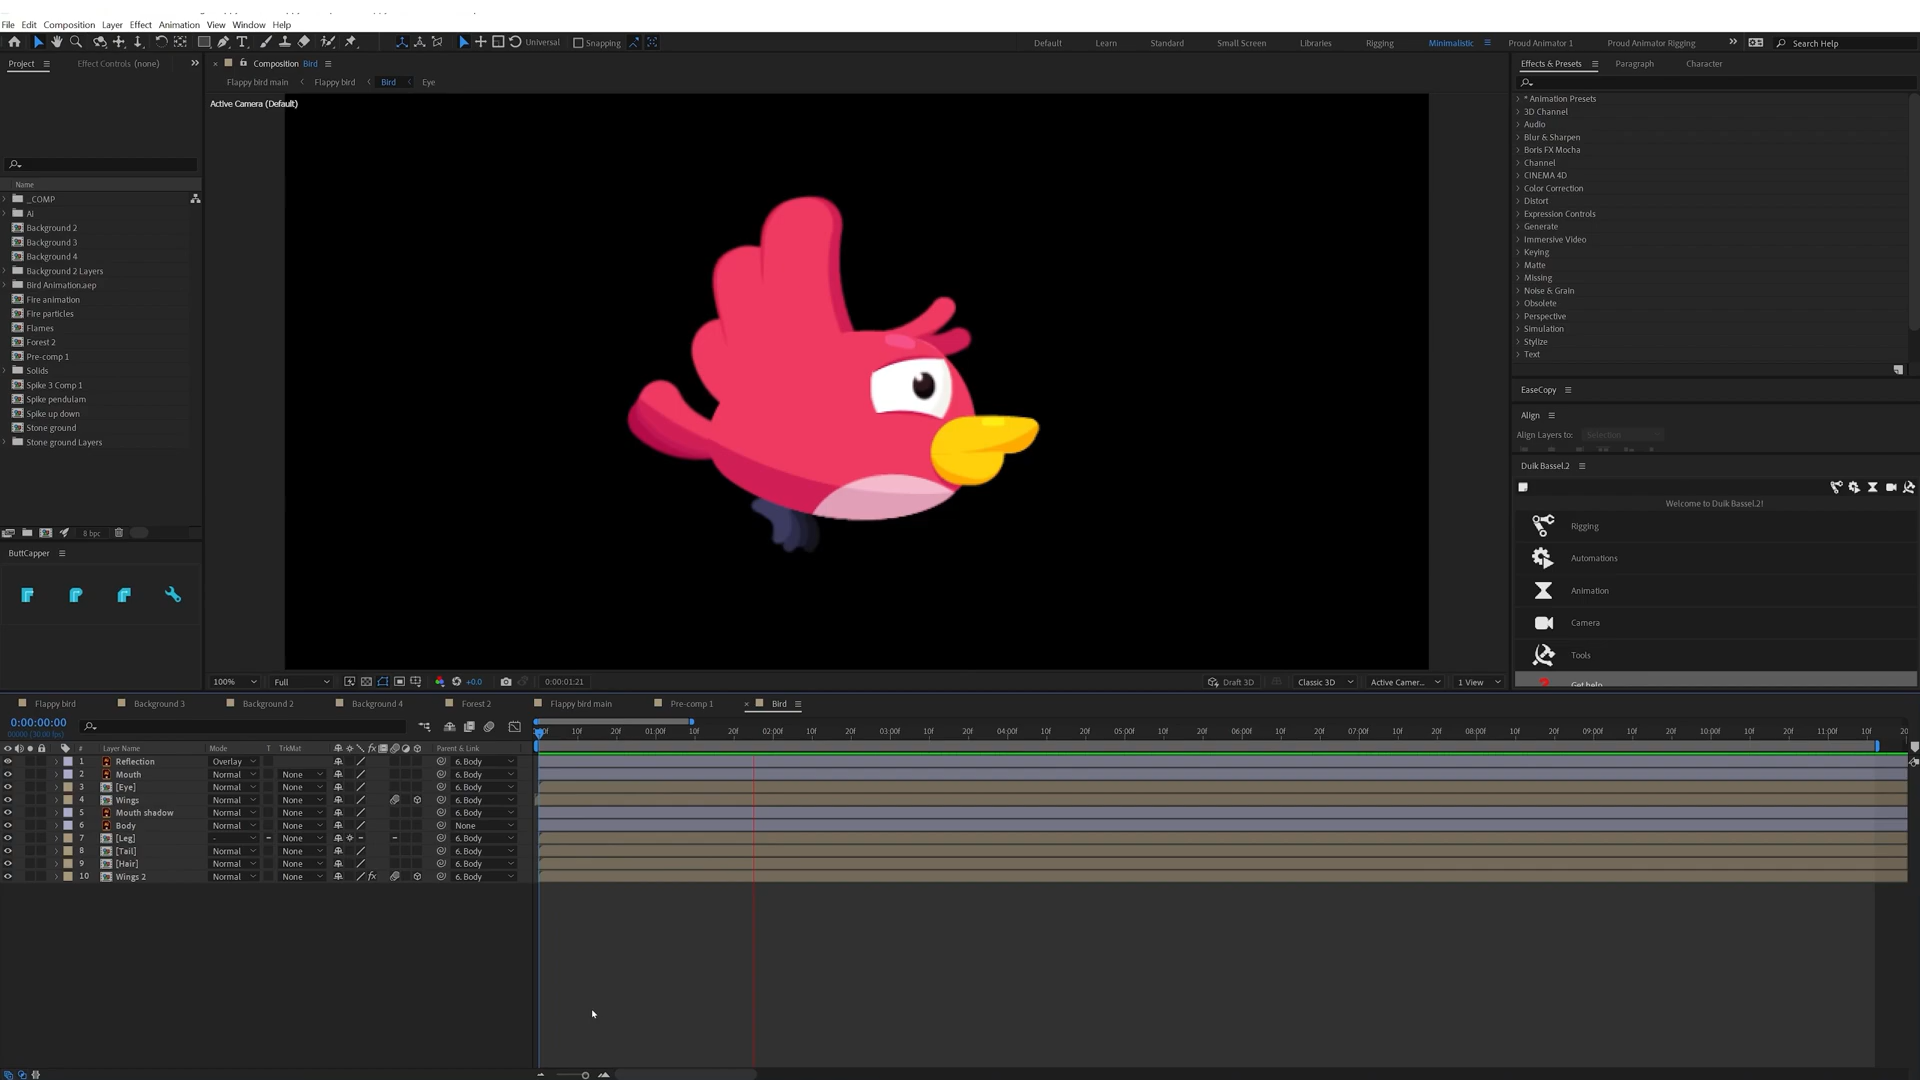 File Edit Composition Layer Effect Animation View Window Help
Universal Snapping Default Learn Standard Small Screen Libraries Rigging Minimalistic Proud Animator 1 Proud Animator Rigging Search Help
Project Effect Controls (none)
Composition Bird
Effects & Presets Paragraph Character
Flappy bird main Flappy bird Bird Eye
Active Camera (Default)
* Animation Presets
3D Channel
Audio
Blur & Sharpen
Boris FX Mocha
Channel
CINEMA 4D
Color Correction
Distort
Expression Controls
Generate
Immersive Video
Keying
Matte
Missing
Noise & Grain
Obsolete
Perspective
Simulation
Stylize
Text
Name
_COMP
AI
Background 2
Background 3
Background 4
Background 2 Layers
Bird Animation.aep
Fire animation
Fire particles
Flames
Forest 2
Pre-comp 1
Solids
Spike 3 Comp 1
Spike pendulam
Spike up down
Stone ground
Stone ground Layers
8 bpc
ButtCapper
EaseCopy
Align
Align Layers to: Selection
Duik Bassel.2
Welcome to Duik Bassel.2!
Rigging
Automations
Animation
Camera
Tools
Get help
100% Full +0.0 0:00:01:21 Draft 3D Classic 3D Active Camer... 1 View
Flappy bird Background 3 Background 2 Background 4 Forest 2 Flappy bird main Pre-comp 1 Bird
0:00:00:00
00000 (30.00 fps)
10f 20f 01:00f 10f 20f 02:00f 10f 20f 03:00f 10f 20f 04:00f 10f 20f 05:00f 10f 20f 06:00f 10f 20f 07:00f 10f 20f 08:00f 10f 20f 09:00f 10f 20f 10:00f 10f 20f 11:00f 10f 20
# Layer Name Mode T TrkMat Parent & Link
1 Reflection Overlay 6. Body
2 Mouth Normal None 6. Body
3 [Eye] Normal None 6. Body
4 Wings Normal None 6. Body
5 Mouth shadow Normal None 6. Body
6 Body Normal None None
7 [Leg] - None 6. Body
8 [Tail] Normal None 6. Body
9 [Hair] Normal None 6. Body
10 Wings 2 Normal None fx 6. Body